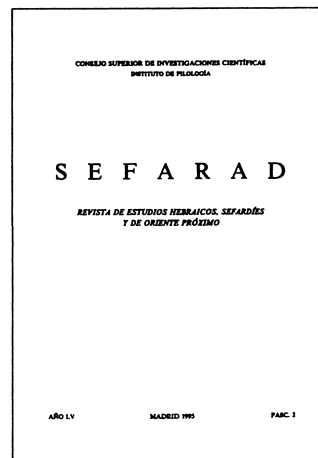 CONSEJO SUPERIOR DE INVESTIGACIONES CIENTÍFICAS
INSTITUTO DE FILOLOGÍA
SEFARAD
REVISTA DE ESTUDIOS HEBRAICOS, SEFARDÍES
Y DE ORIENTE PRÓXIMO
AÑO LV MADRID 1995 FASC. 2